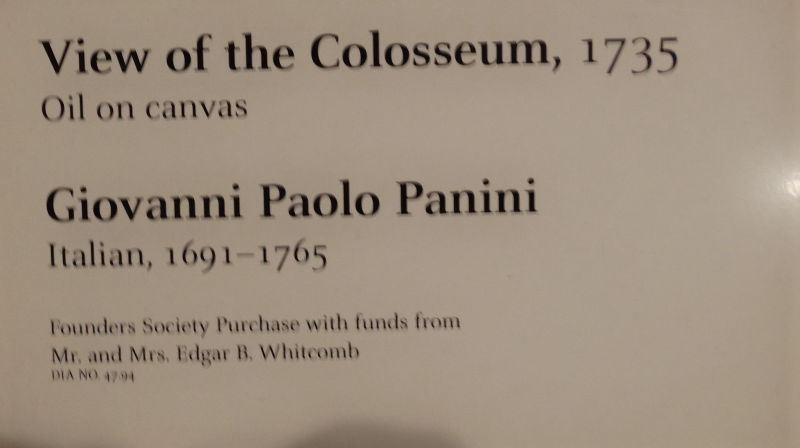 View of the Colosseum, 1735
Oil on canvas
Giovanni Paolo Panini
Italian, 1691–1765
Founders Society Purchase with funds from
Mr. and Mrs. Edgar B. Whitcomb
DIA NO. 47.94